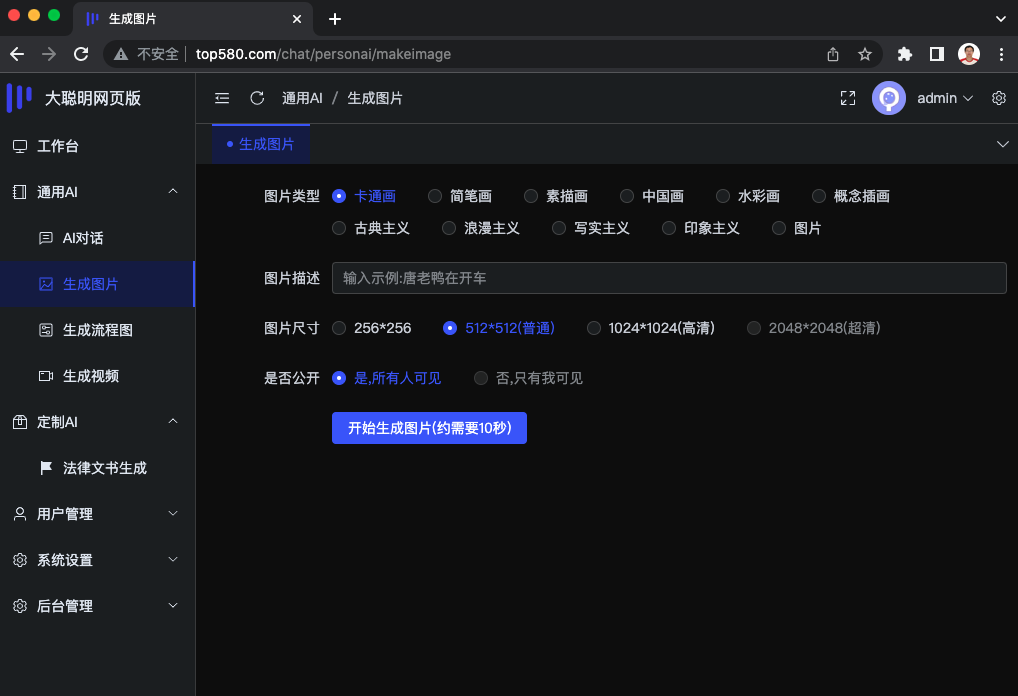 生成图片
不安全 top580.com/chat/personai/makeimage
大聪明网页版
工作台
通用AI
AI对话
生成图片
生成流程图
生成视频
定制AI
法律文书生成
用户管理
系统设置
后台管理
通用AI / 生成图片
admin
生成图片
图片类型 卡通画 简笔画 素描画 中国画 水彩画 概念插画
古典主义 浪漫主义 写实主义 印象主义 图片
图片描述 输入示例:唐老鸭在开车
图片尺寸 256*256 512*512(普通) 1024*1024(高清) 2048*2048(超清)
是否公开 是,所有人可见 否,只有我可见
开始生成图片(约需要10秒)